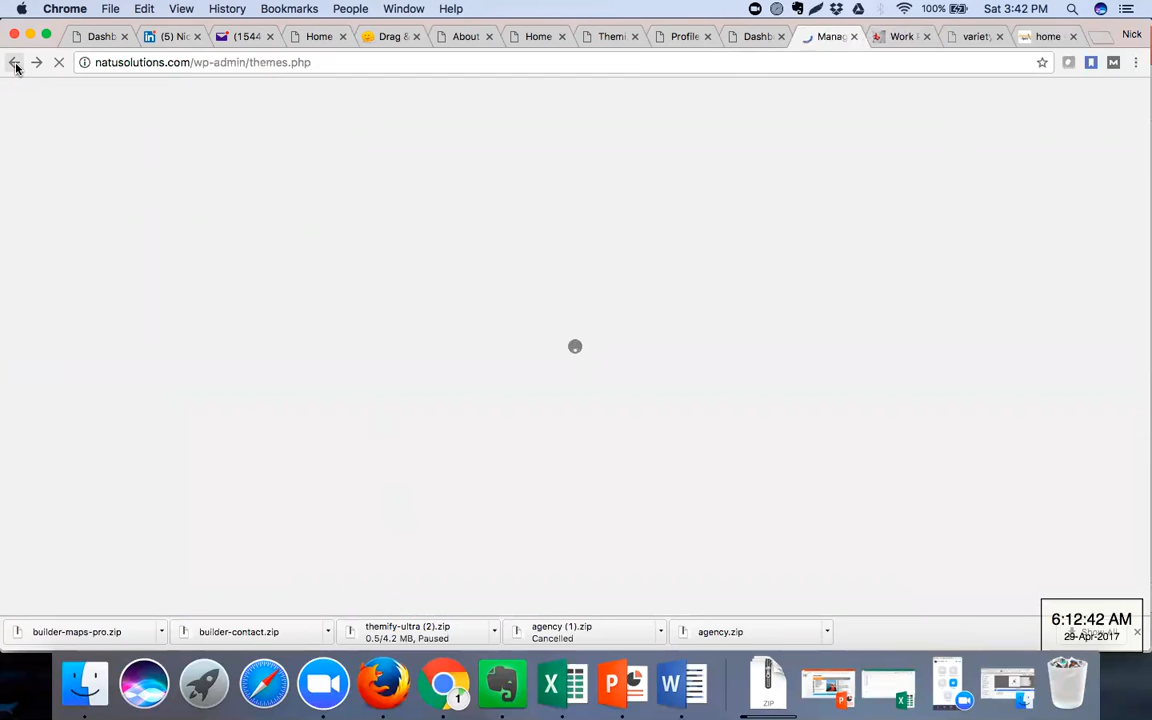 Chrome File Edit View History Bookmarks People Window Help 100% Sat 3:42 PM
Dashb (5) Nic (1544 Home Drag & About Home Themi Profile Dashb Manag Work variety home Nick
natusolutions.com/wp-admin/themes.php
builder-maps-pro.zip
builder-contact.zip
themify-ultra (2).zip
0.5/4.2 MB, Paused
agency (1).zip
Cancelled
agency.zip
6:12:42 AM
29-Apr-2017
1
ZIP